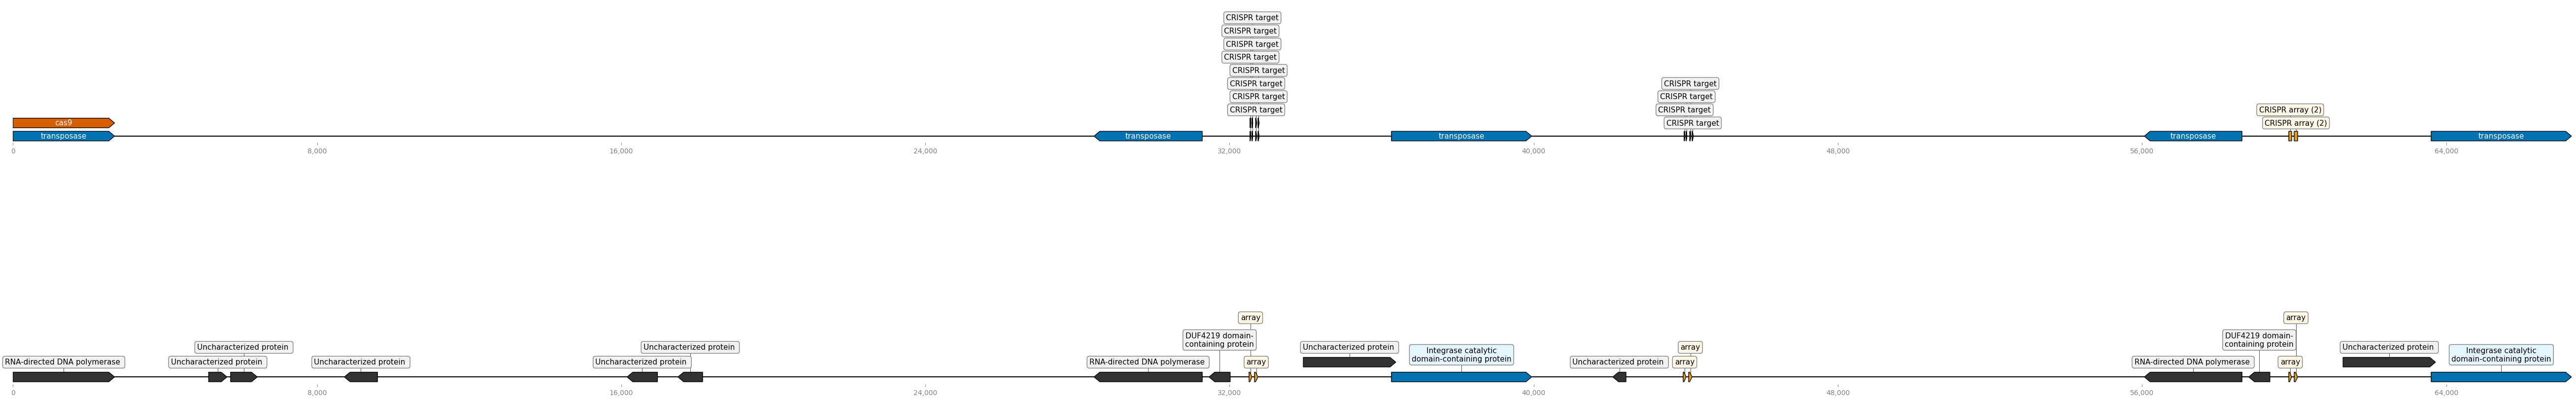 CRISPR target
CRISPR target
CRISPR target
CRISPR target
CRISPR target
CRISPR target
CRISPR target
CRISPR target
CRISPR target
CRISPR target
CRISPR target
CRISPR target
CRISPR array (2)
CRISPR array (2)
cas9
transposase
transposase
transposase
transposase
transposase
0
8,000
16,000
24,000
32,000
40,000
48,000
56,000
64,000
array
array
DUF4219 domain-
containing protein
DUF4219 domain-
containing protein
Uncharacterized protein
Uncharacterized protein
Uncharacterized protein
array
Uncharacterized protein
Integrase catalytic
domain-containing protein
Integrase catalytic
domain-containing protein
RNA-directed DNA polymerase
Uncharacterized protein
Uncharacterized protein
Uncharacterized protein
RNA-directed DNA polymerase
array
Uncharacterized protein
array
RNA-directed DNA polymerase
array
0
8,000
16,000
24,000
32,000
40,000
48,000
56,000
64,000